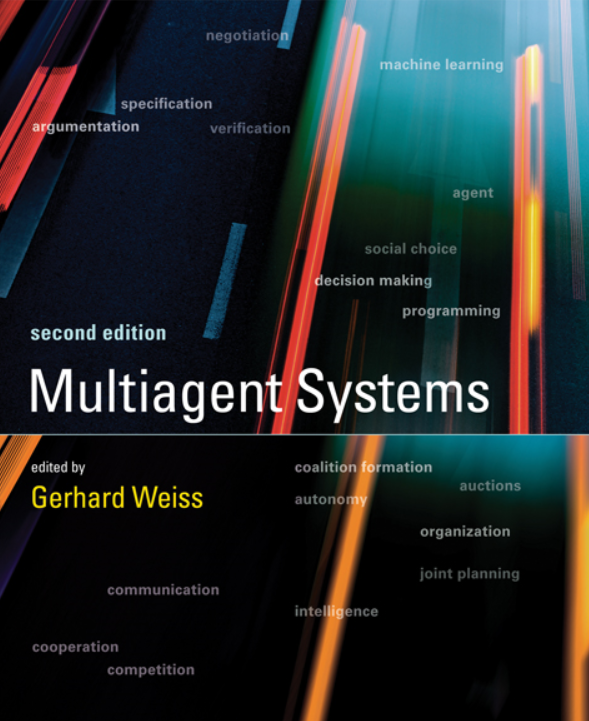 negotiation
machine learning
specification
argumentation
verification
agent
social choice
decision making
programming
second edition
Multiagent Systems
edited by
Gerhard Weiss
coalition formation
auctions
autonomy
organization
joint planning
communication
intelligence
cooperation
competition